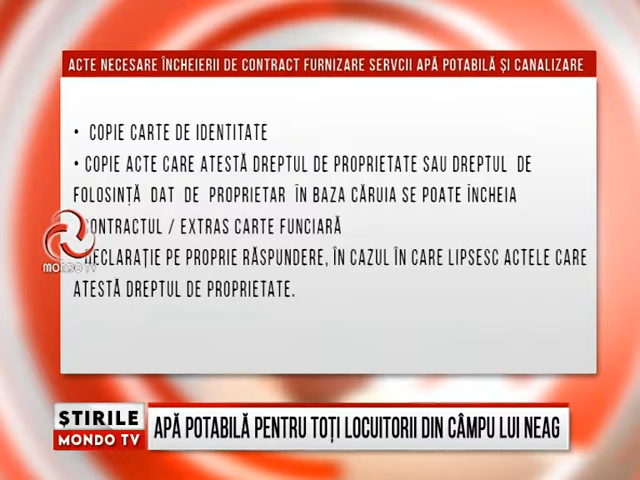 ACTE NECESARE ÎNCHEIERII DE CONTRACT FURNIZARE SERVCII APĂ POTABILĂ ȘI CANALIZARE
• COPIE CARTE DE IDENTITATE
• COPIE ACTE CARE ATESTĂ DREPTUL DE PROPRIETATE SAU DREPTUL DE
FOLOSINȚĂ DAT DE PROPRIETAR ÎN BAZA CĂRUIA SE POATE ÎNCHEIA
CONTRACTUL / EXTRAS CARTE FUNCIARĂ
DECLARAȚIE PE PROPRIE RĂSPUNDERE, ÎN CAZUL ÎN CARE LIPSESC ACTELE CARE
ATESTĂ DREPTUL DE PROPRIETATE.
MONDO TV
ȘTIRILE
MONDO TV
APĂ POTABILĂ PENTRU TOȚI LOCUITORII DIN CÂMPU LUI NEAG